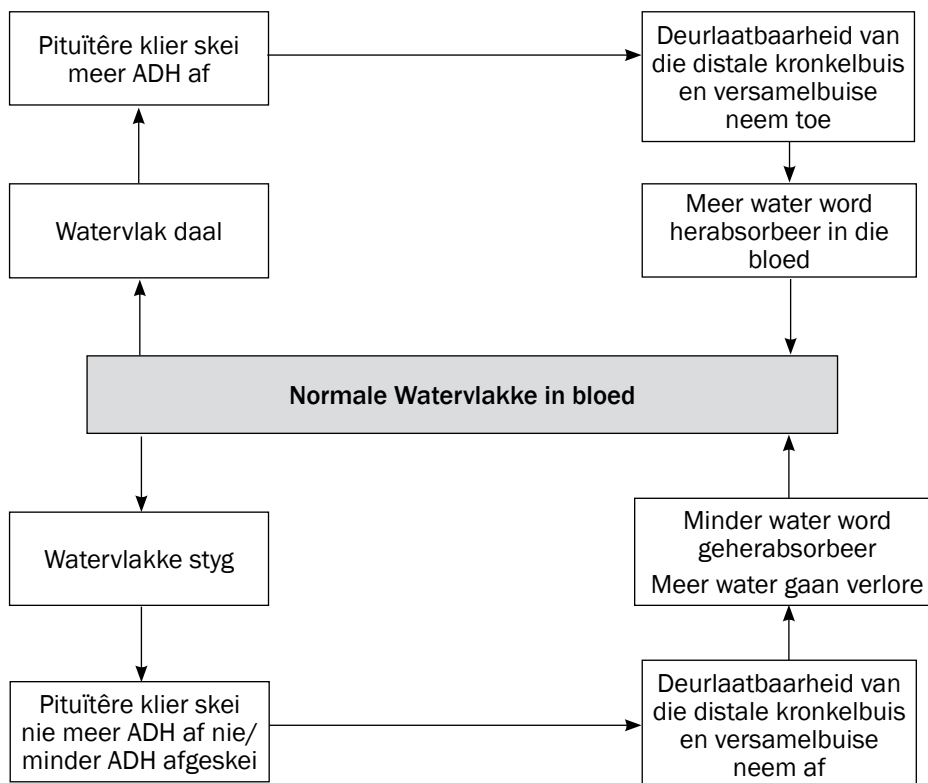 Pituïtêre klier skei
meer ADH af
Deurlaatbaarheid van
die distale kronkelbuis
en versamelbuise
neem toe
Watervlak daal
Meer water word
herabsorbeer in die
bloed
Normale Watervlakke in bloed
Watervlakke styg
Minder water word
geherabsorbeer
Meer water gaan verlore
Pituïtêre klier skei
nie meer ADH af nie/
minder ADH afgeskei
Deurlaatbaarheid van
die distale kronkelbuis
en versamelbuise
neem af